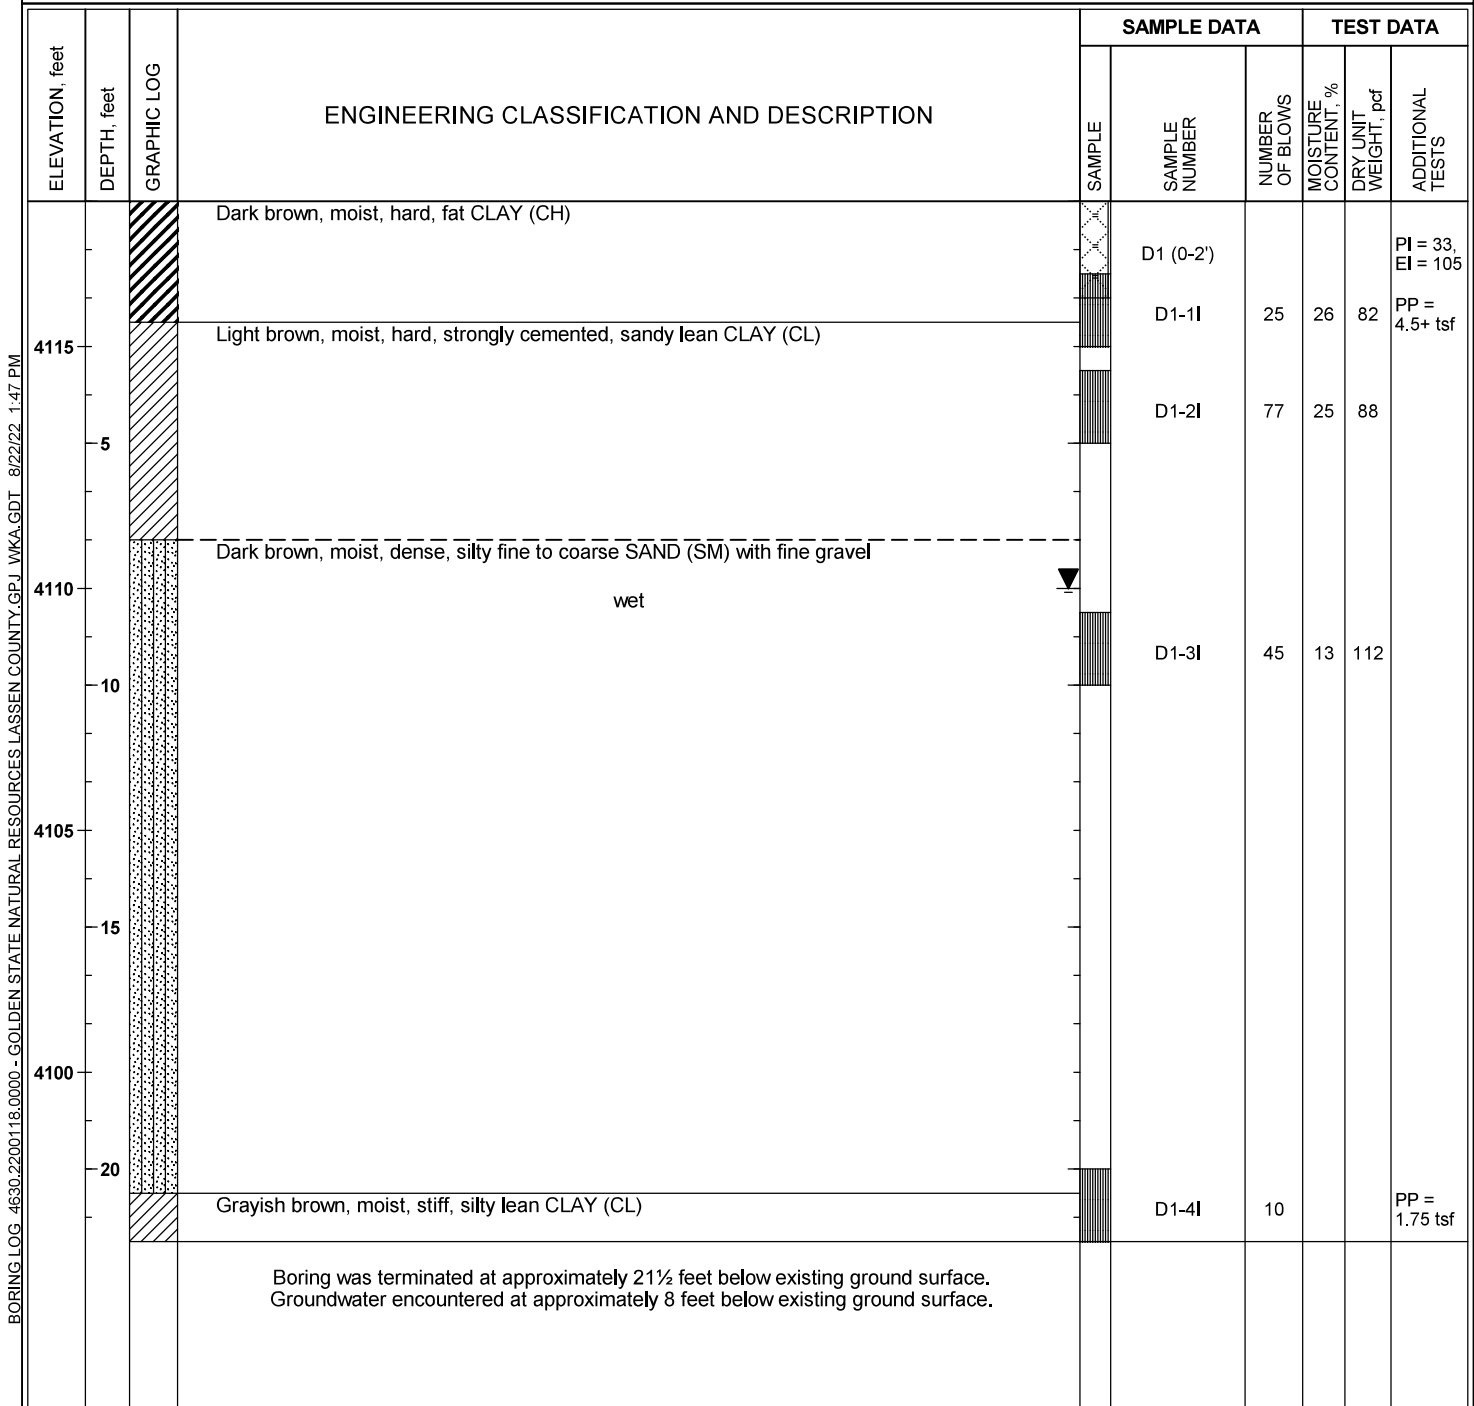 SAMPLE DATA
TEST DATA
ELEVATION, feet
DEPTH, feet
GRAPHIC LOG
ENGINEERING CLASSIFICATION AND DESCRIPTION
SAMPLE
SAMPLE
NUMBER
NUMBER
OF BLOWS
MOISTURE
CONTENT, %
DRY UNIT
WEIGHT, pcf
ADDITIONAL
TESTS
Dark brown, moist, hard, fat CLAY (CH)
D1 (0-2')
PI = 33,
EI = 105
D1-1I 25 26 82
PP =
4.5+ tsf
Light brown, moist, hard, strongly cemented, sandy lean CLAY (CL)
4115
D1-2I 77 25 88
5
Dark brown, moist, dense, silty fine to coarse SAND (SM) with fine gravel
4110
wet
D1-3I 45 13 112
10
4105
15
4100
20
Grayish brown, moist, stiff, silty lean CLAY (CL)
D1-4I 10
PP =
1.75 tsf
Boring was terminated at approximately 21½ feet below existing ground surface.
Groundwater encountered at approximately 8 feet below existing ground surface.
BORING LOG 4630.2200118.0000 - GOLDEN STATE NATURAL RESOURCES LASSEN COUNTY.GPJ WKA.GDT 8/22/22 1:47 PM